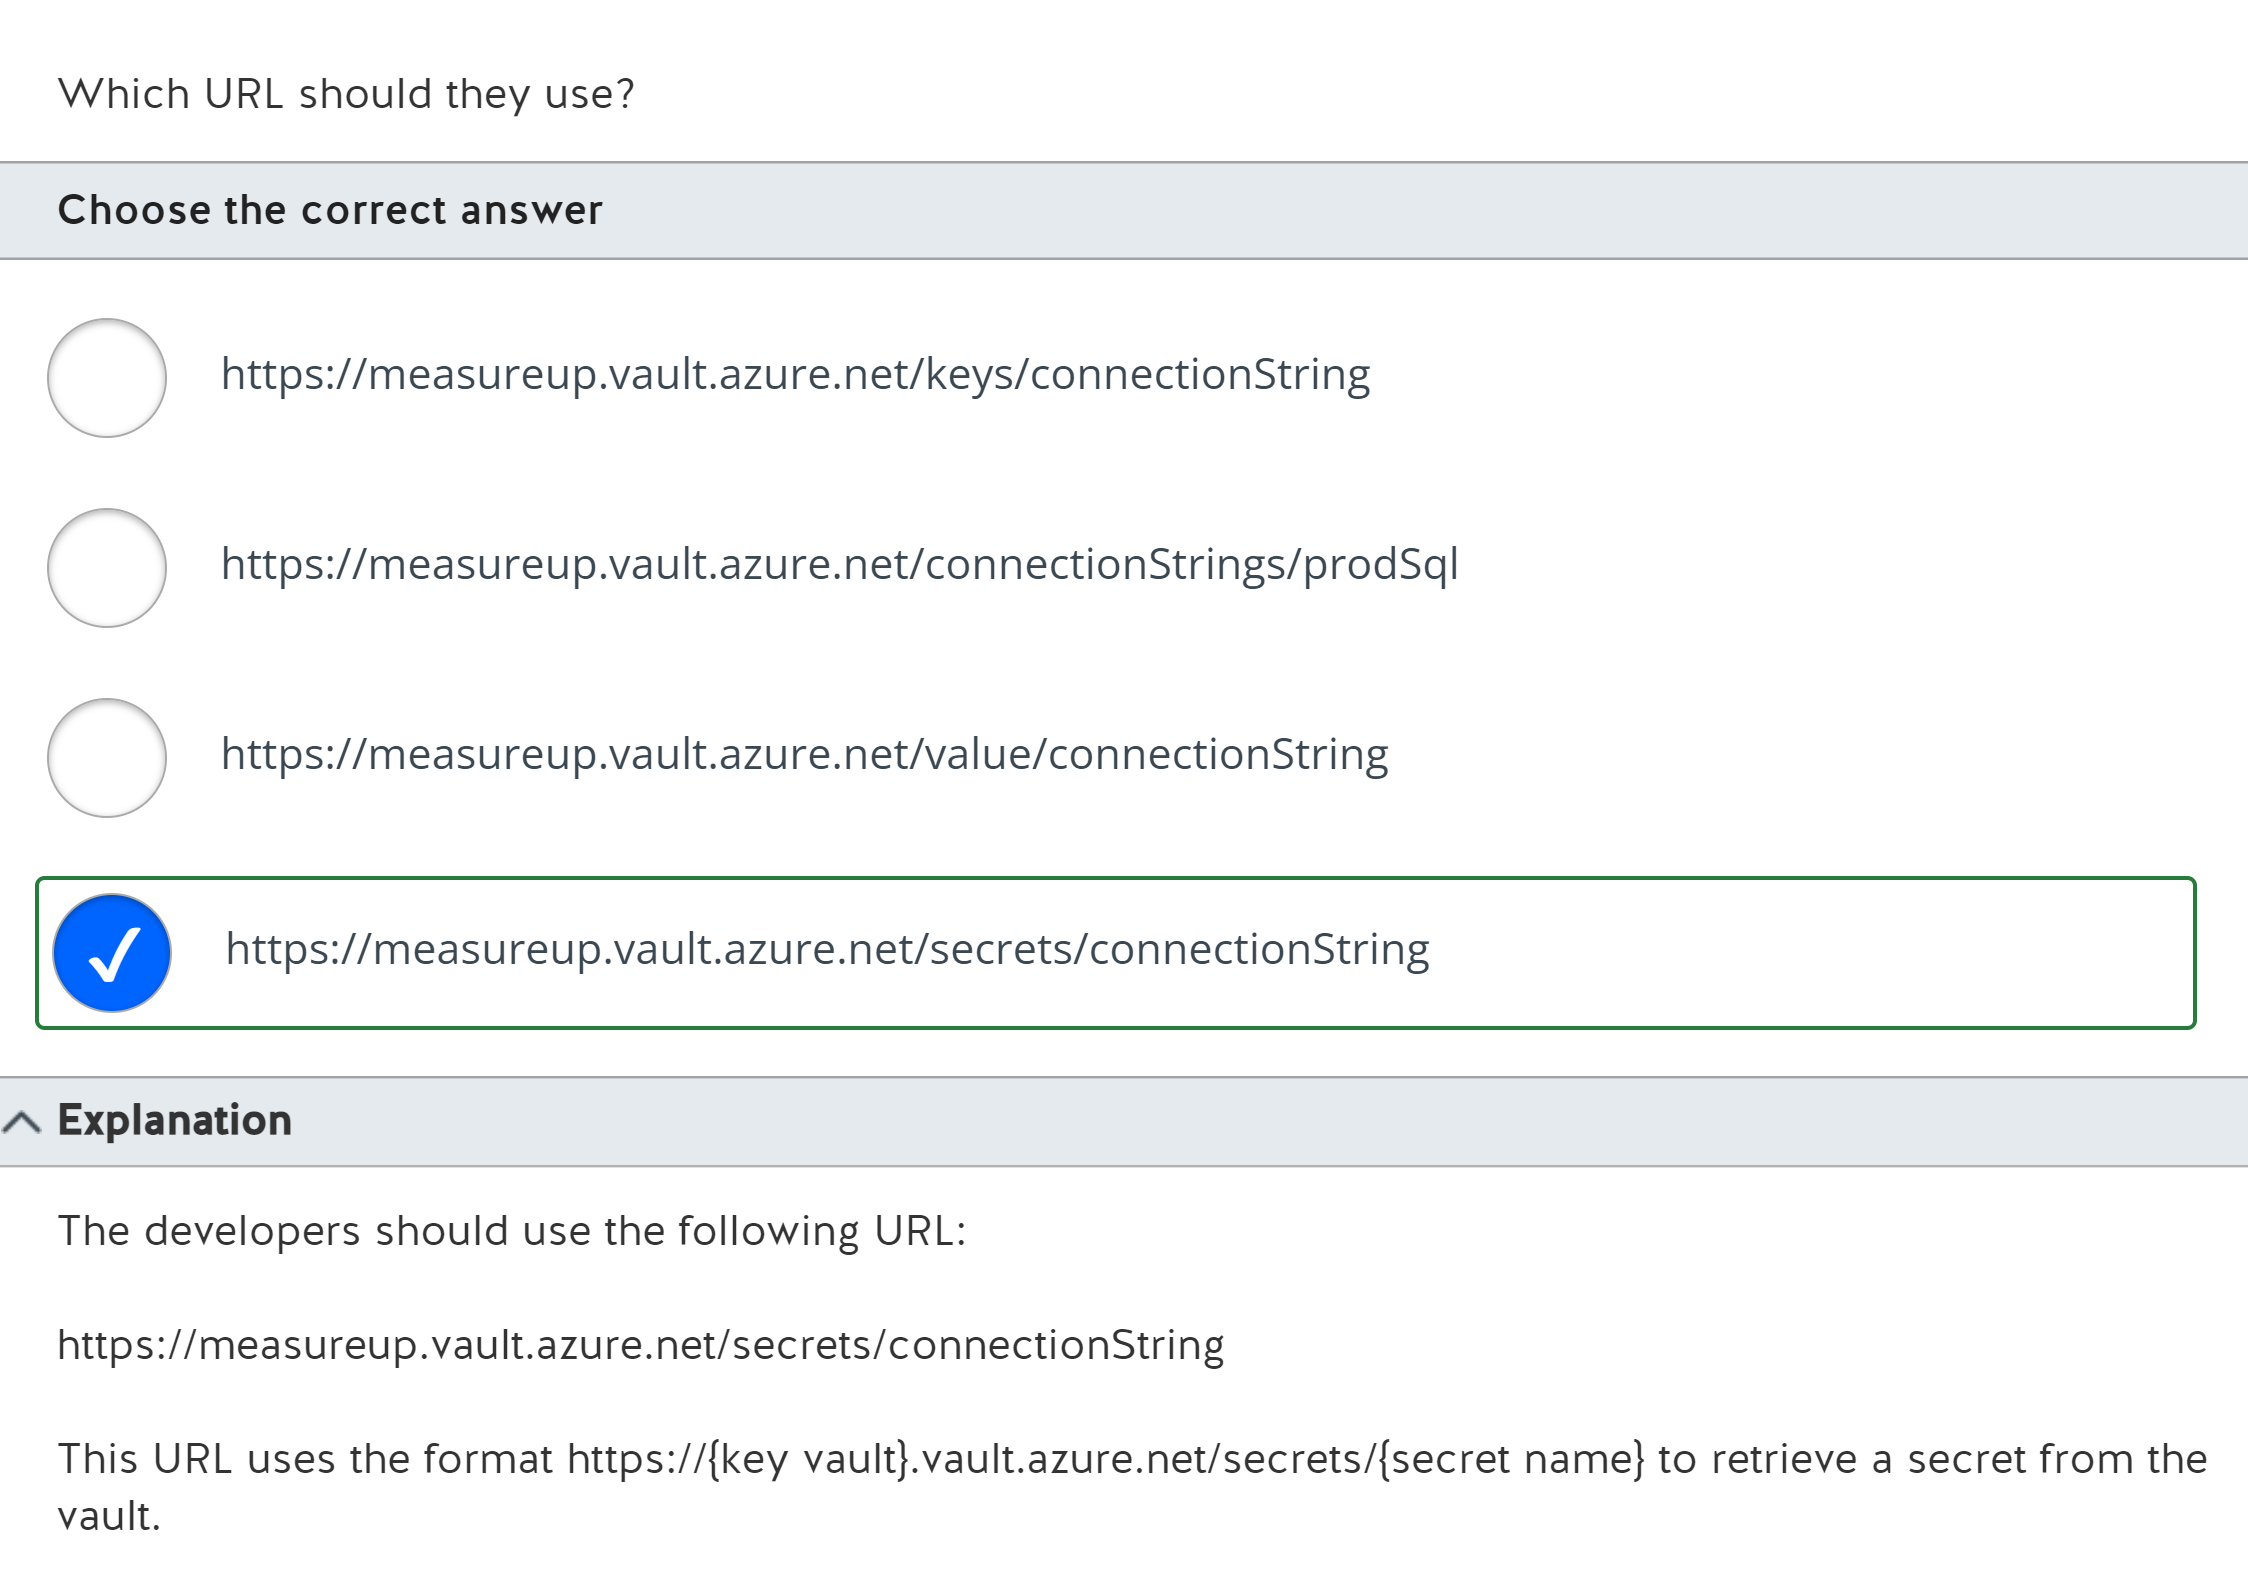 Which URL should they use?
Choose the correct answer
https://measureup.vault.azure.net/keys/connectionString
https://measureup.vault.azure.net/connectionStrings/prodSql
https://measureup.vault.azure.net/value/connectionString
https://measureup.vault.azure.net/secrets/connectionString
Explanation
The developers should use the following URL:
https://measureup.vault.azure.net/secrets/connectionString
This URL uses the format https://{key vault}.vault.azure.net/secrets/{secret name} to retrieve a secret from the
vault.